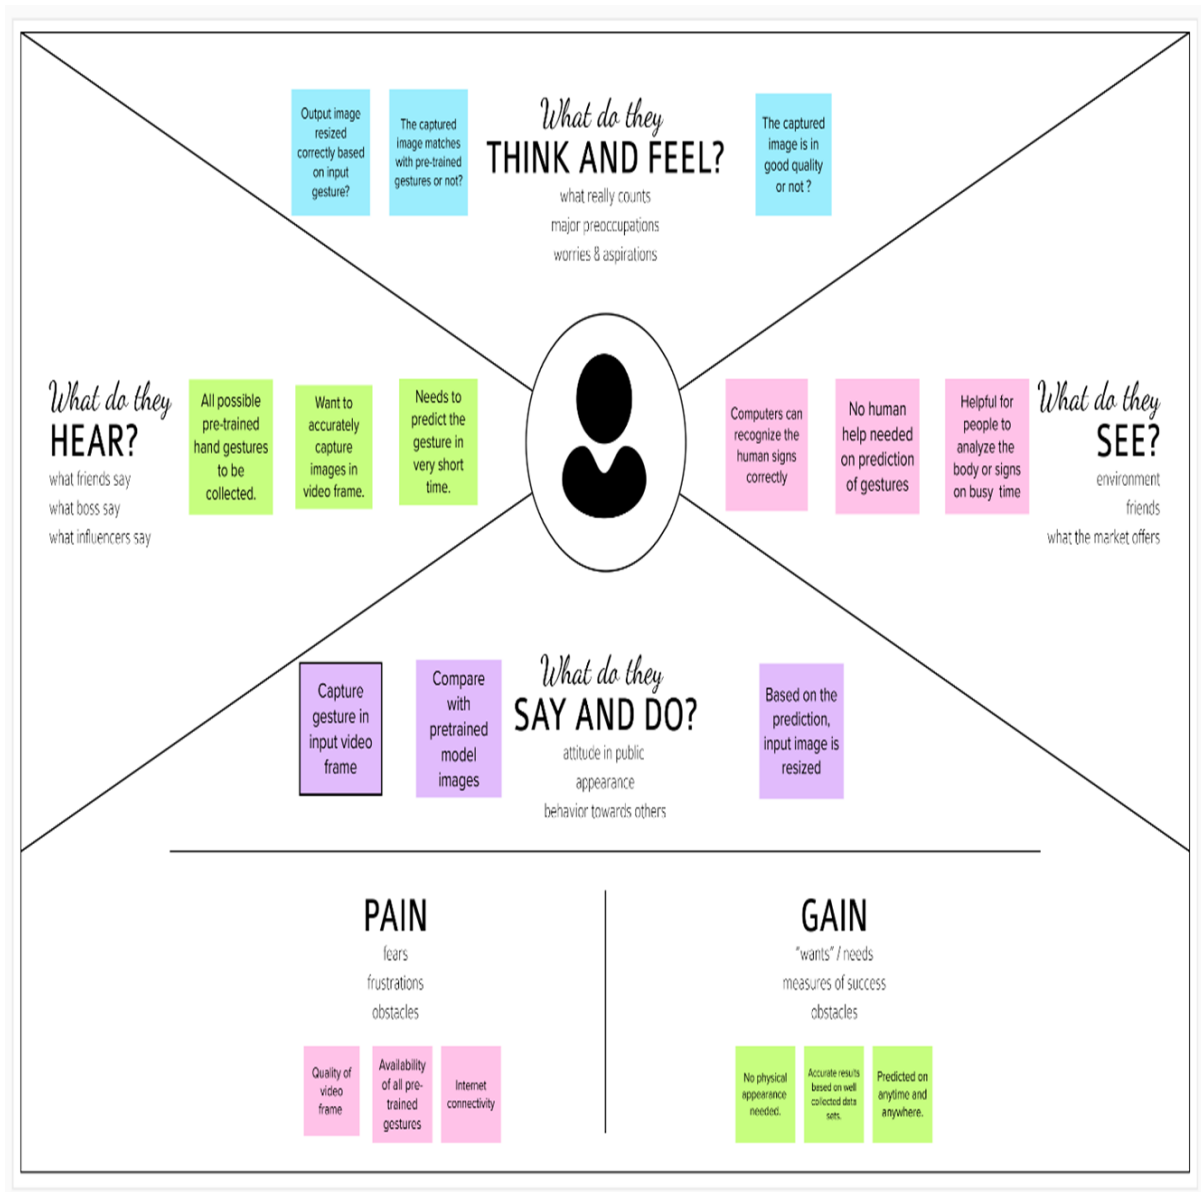 Output image
resized
correctly based
on input
gesture?
The captured
image matches
with pre-trained
gestures or not?
What do they
THINK AND FEEL?
what really counts
major preoccupations
worries & aspirations
The captured
image is in
good quality
or not ?
What do they
HEAR?
what friends say
what boss say
what influencers say
All possible
pre-trained
hand gestures
to be
collected.
Want to
accurately
capture
images in
video frame.
Needs to
predict the
gesture in
very short
time.
Computers can
recognize the
human signs
correctly
No human
help needed
on prediction
of gestures
Helpful for
people to
analyze the
body or signs
on busy time
What do they
SEE?
environment
friends
what the market offers
Capture
gesture in
input video
frame
Compare
with
pretrained
model
images
What do they
SAY AND DO?
attitude in public
appearance
behavior towards others
Based on the
prediction,
input image is
resized
PAIN
fears
frustrations
obstacles
Quality of
video
frame
Availability
of all pre-
trained
gestures
Internet
connectivity
GAIN
"wants" / needs
measures of success
obstacles
No physical
appearance
needed.
Accurate results
based on well
collected data
sets.
Predicted on
anytime and
anywhere.